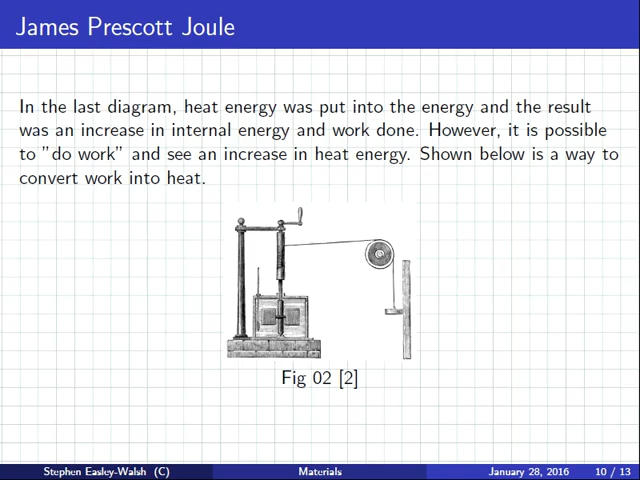 James Prescott Joule
In the last diagram, heat energy was put into the energy and the result
was an increase in internal energy and work done. However, it is possible
to ”do work” and see an increase in heat energy. Shown below is a way to
convert work into heat.
Fig 02 [2]
Stephen Easley-Walsh (C) Materials January 28, 2016 10 / 13